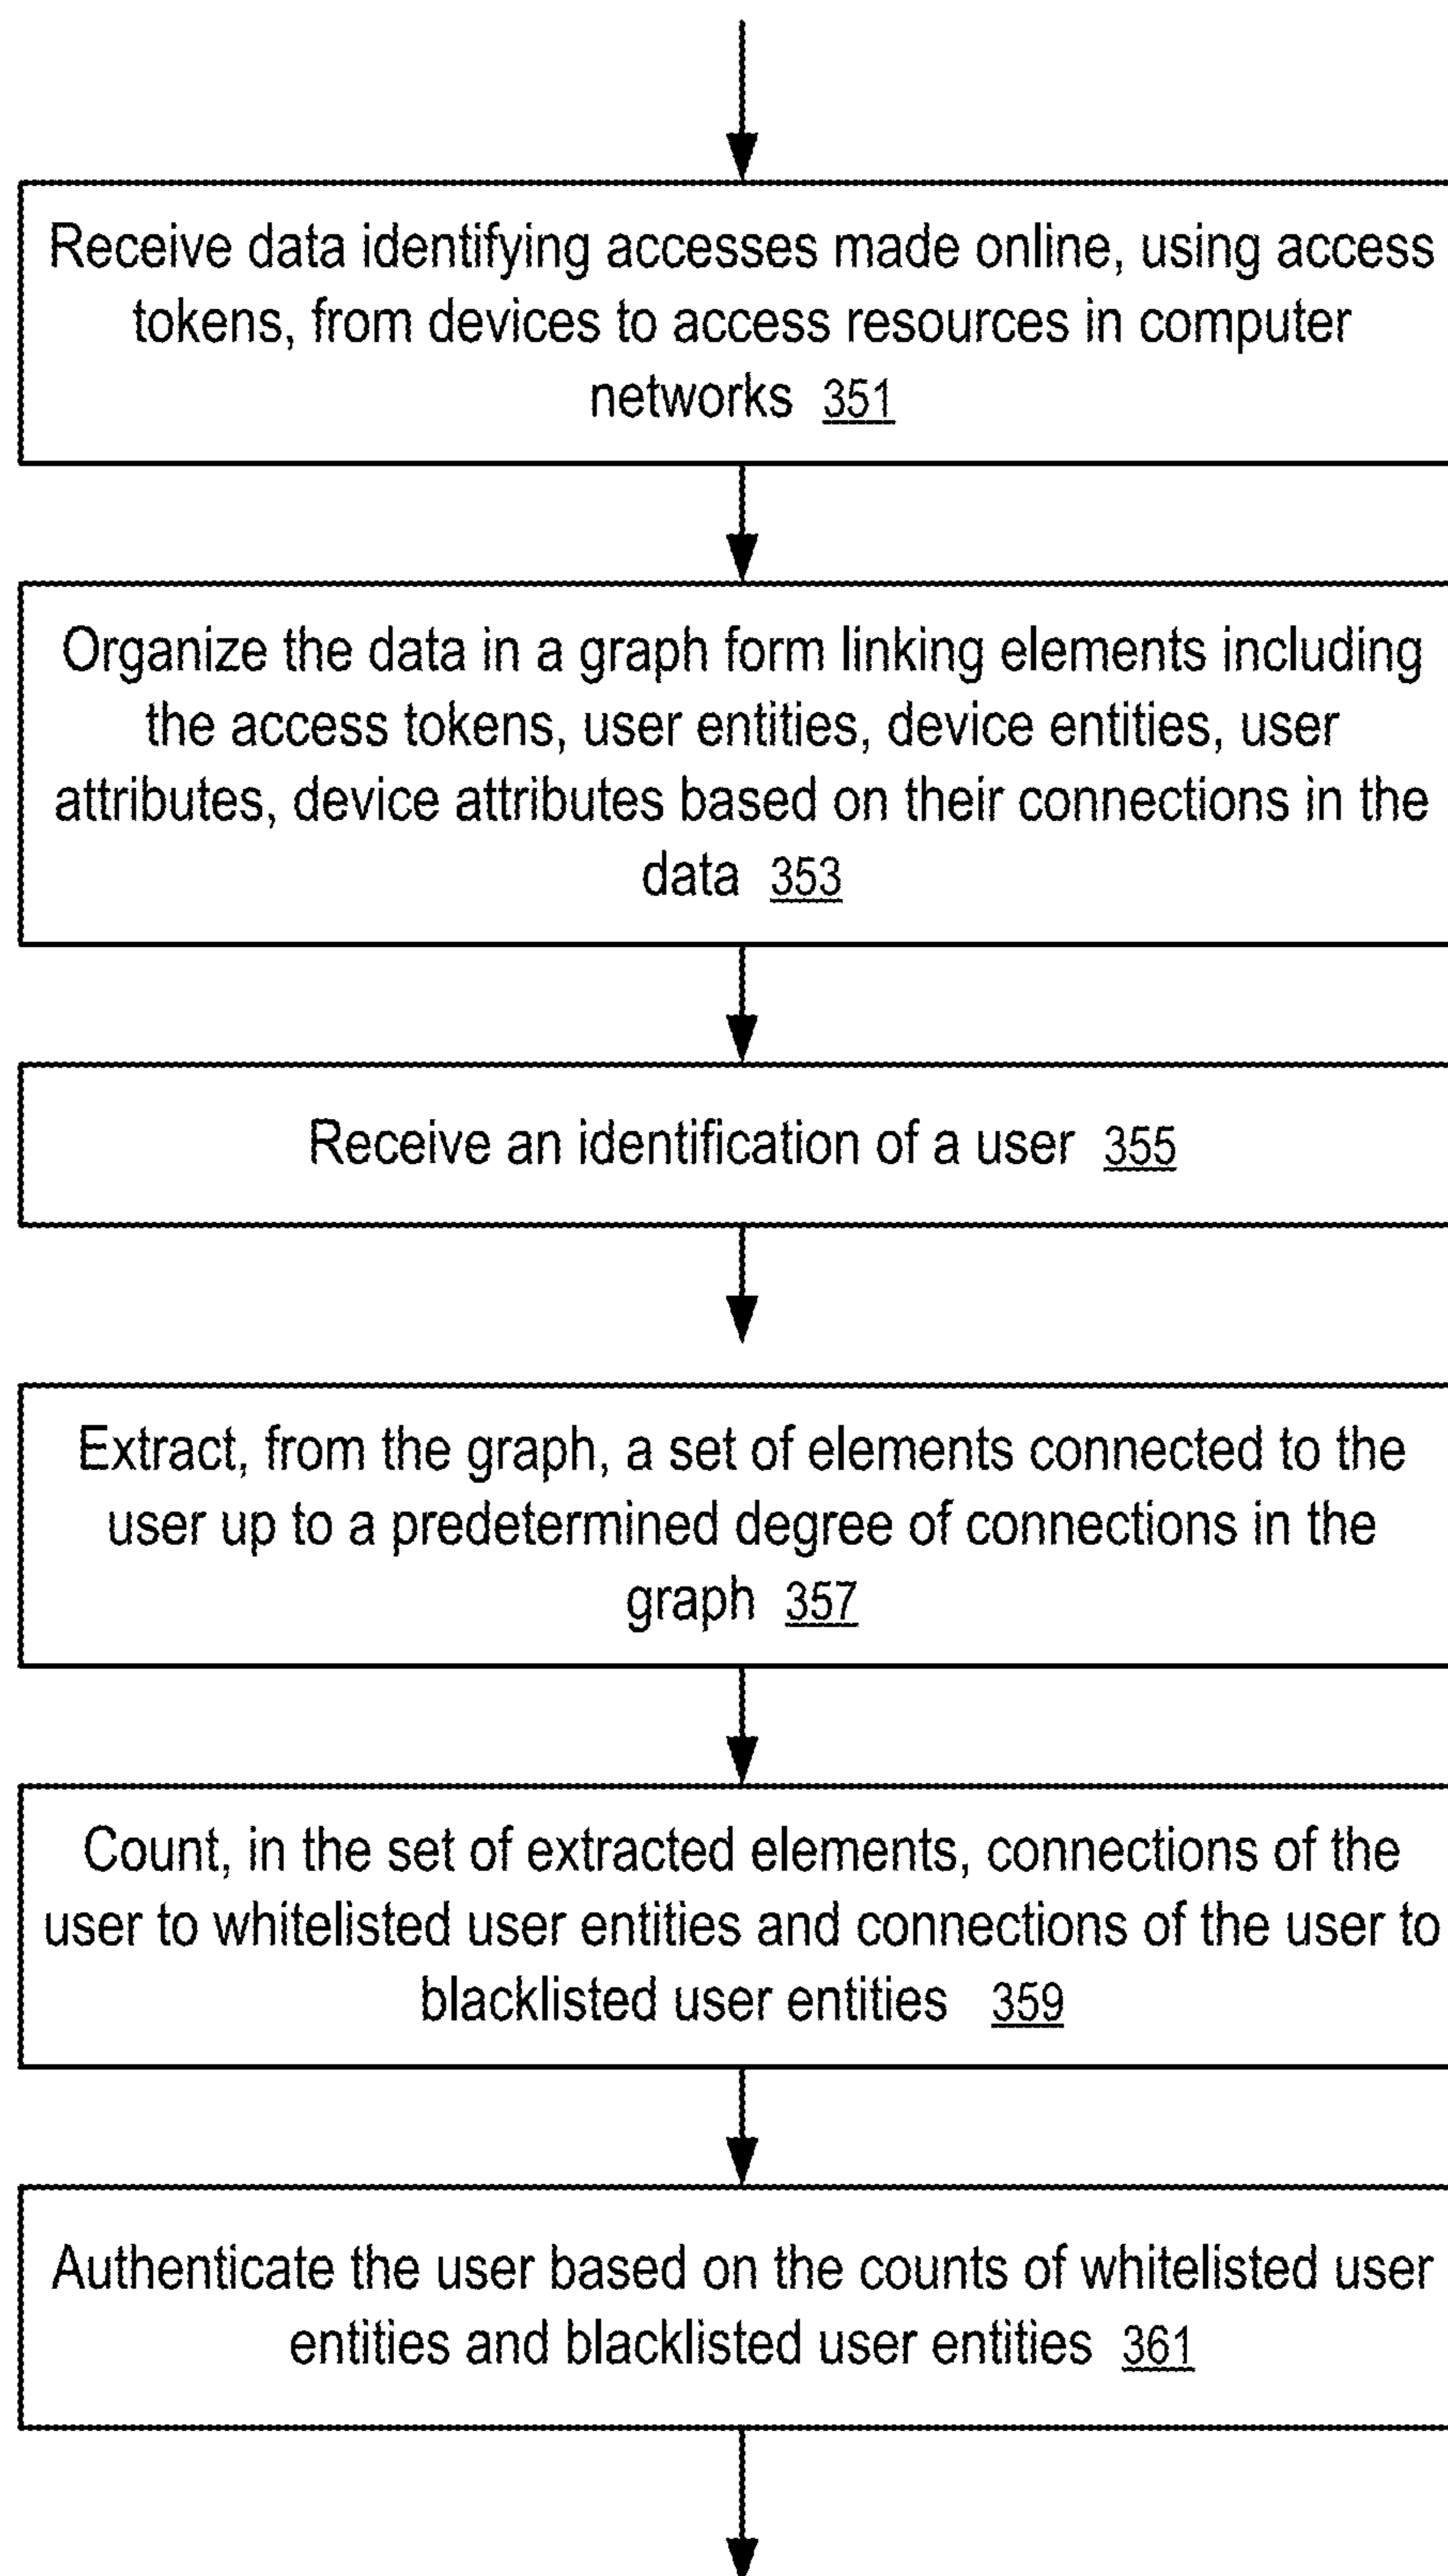 Receive data identifying accesses made online, using access
tokens, from devices to access resources in computer
networks 351
Organize the data in a graph form linking elements including
the access tokens, user entities, device entities, user
attributes, device attributes based on their connections in the
data 353
Receive an identification of a user 355
Extract, from the graph, a set of elements connected to the
user up to a predetermined degree of connections in the
graph 357
Count, in the set of extracted elements, connections of the
user to whitelisted user entities and connections of the user to
blacklisted user entities 359
Authenticate the user based on the counts of whitelisted user
entities and blacklisted user entities 361